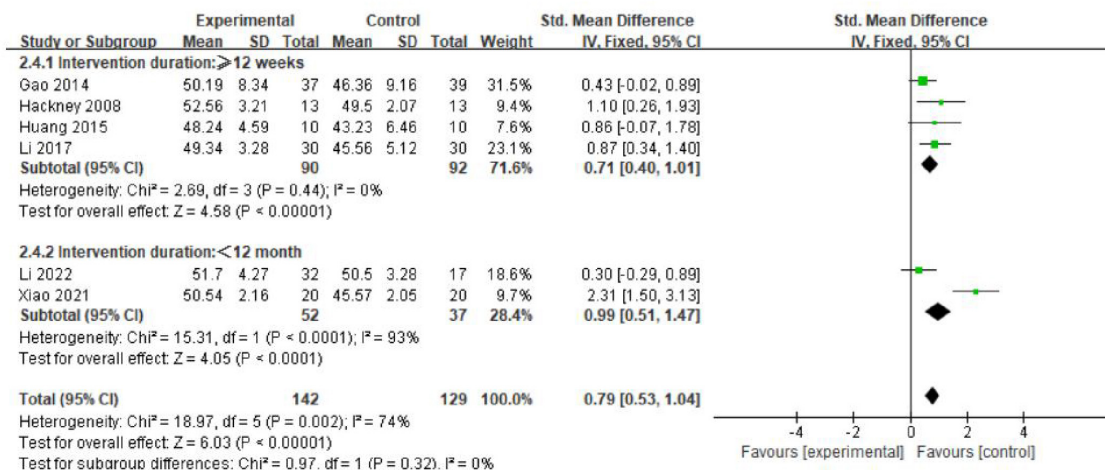 Experimental Control Std. Mean Difference Std. Mean Difference
Study or Subgroup Mean SD Total Mean SD Total Weight IV, Fixed, 95% CI IV, Fixed, 95% CI
2.4.1 Intervention duration:⩾12 weeks
Gao 2014 50.19 8.34 37 46.36 9.16 39 31.5% 0.43 [-0.02, 0.89]
Hackney 2008 52.56 3.21 13 49.5 2.07 13 9.4% 1.10 [0.26, 1.93]
Huang 2015 48.24 4.59 10 43.23 6.46 10 7.6% 0.86 [-0.07, 1.78]
Li 2017 49.34 3.28 30 45.56 5.12 30 23.1% 0.87 [0.34, 1.40]
Subtotal (95% CI) 90 92 71.6% 0.71 [0.40, 1.01]
Heterogeneity: Chi² = 2.69, df = 3 (P = 0.44); I² = 0%
Test for overall effect: Z = 4.58 (P < 0.00001)
2.4.2 Intervention duration:<12 month
Li 2022 51.7 4.27 32 50.5 3.28 17 18.6% 0.30 [-0.29, 0.89]
Xiao 2021 50.54 2.16 20 45.57 2.05 20 9.7% 2.31 [1.50, 3.13]
Subtotal (95% CI) 52 37 28.4% 0.99 [0.51, 1.47]
Heterogeneity: Chi² = 15.31, df = 1 (P < 0.0001); I² = 93%
Test for overall effect: Z = 4.05 (P < 0.0001)
Total (95% CI) 142 129 100.0% 0.79 [0.53, 1.04]
Heterogeneity: Chi² = 18.97, df = 5 (P = 0.002); I² = 74%
Test for overall effect: Z = 6.03 (P < 0.00001)
Test for subgroup differences: Chi² = 0.97, df = 1 (P = 0.32), I² = 0%
-4 -2 0 2 4
Favours [experimental] Favours [control]